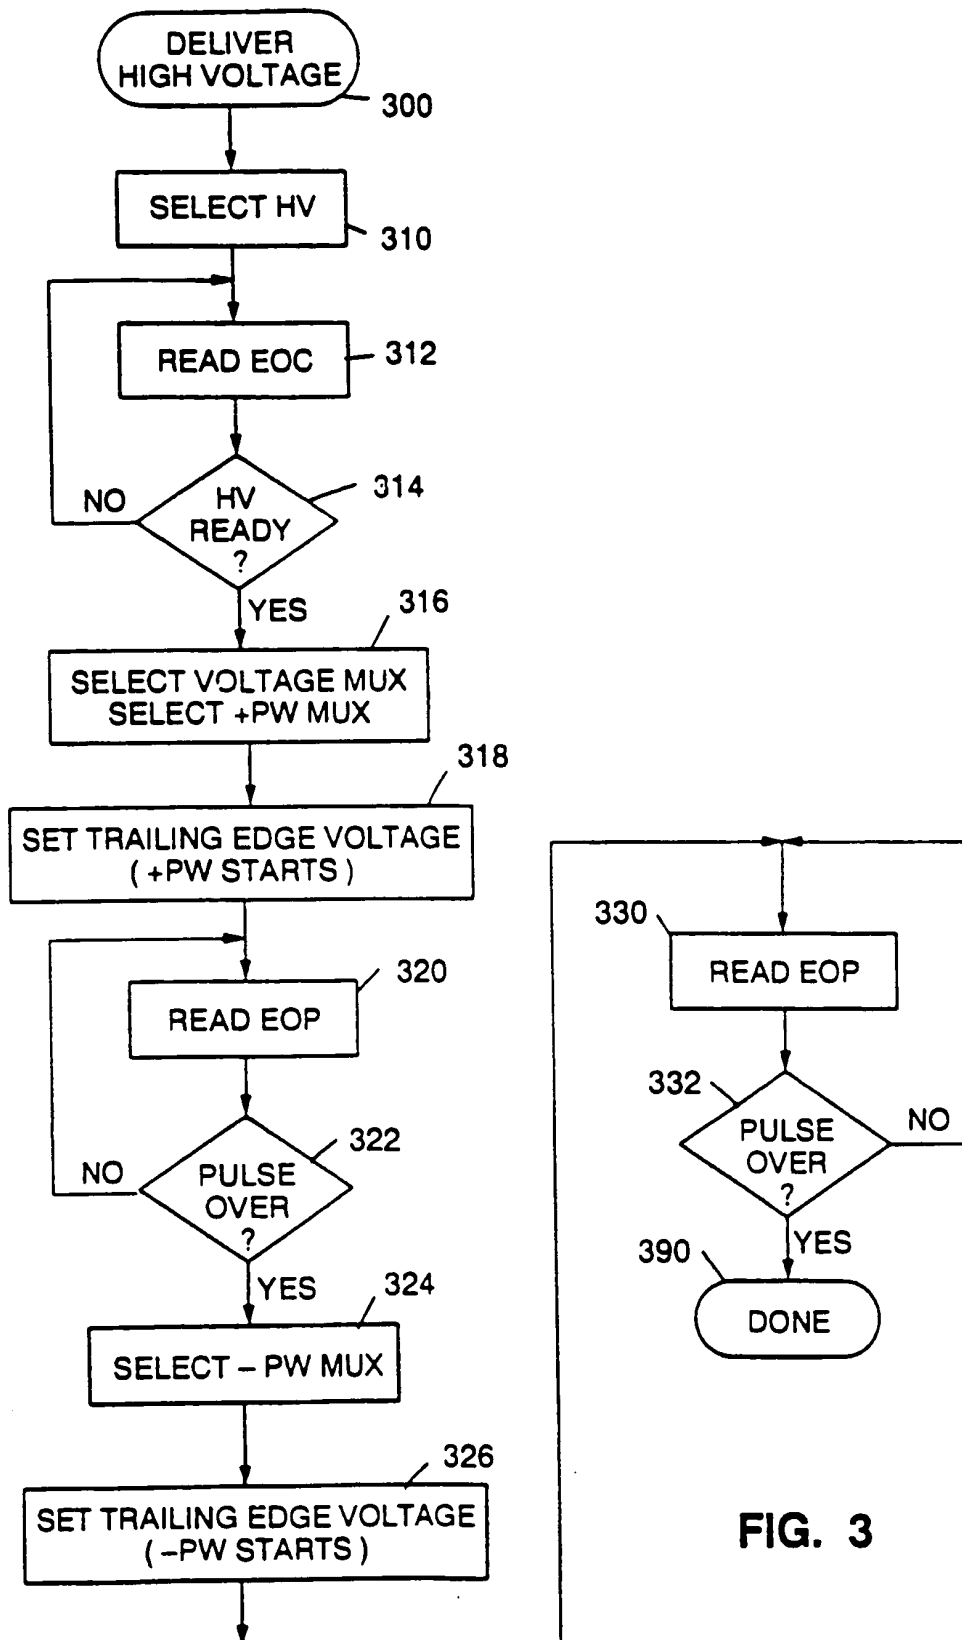 DELIVER
HIGH VOLTAGE
300
SELECT HV
310
READ EOC
312
HV
READY
?
314
NO
YES
316
SELECT VOLTAGE MUX
SELECT +PW MUX
318
SET TRAILING EDGE VOLTAGE
( +PW STARTS )
320
READ EOP
322
PULSE
OVER
?
NO
YES
324
SELECT – PW MUX
326
SET TRAILING EDGE VOLTAGE
( –PW STARTS )
330
READ EOP
332
PULSE
OVER
?
NO
YES
390
DONE
FIG. 3